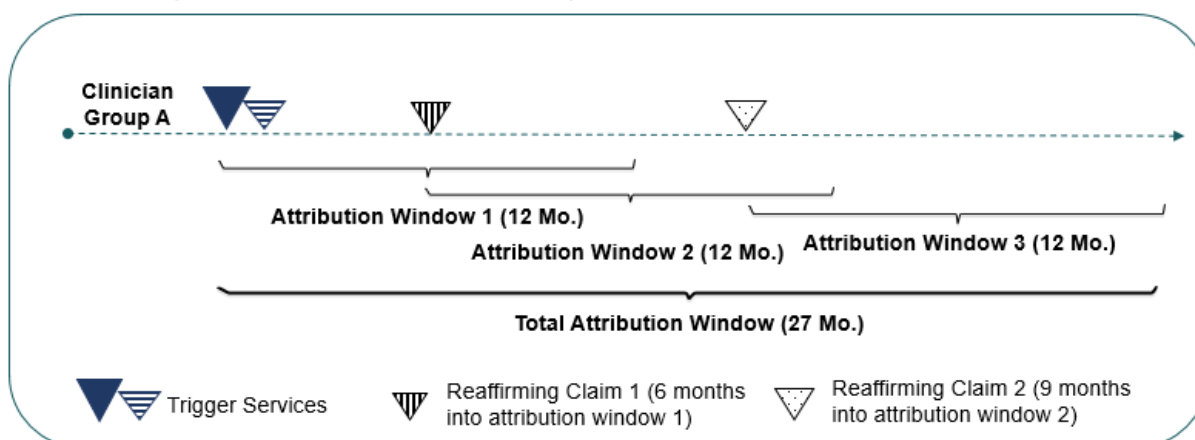 Clinician
Group A
Attribution Window 1 (12 Mo.)
Attribution Window 2 (12 Mo.)
Attribution Window 3 (12 Mo.)
Total Attribution Window (27 Mo.)
Trigger Services
Reaffirming Claim 1 (6 months
into attribution window 1)
Reaffirming Claim 2 (9 months
into attribution window 2)